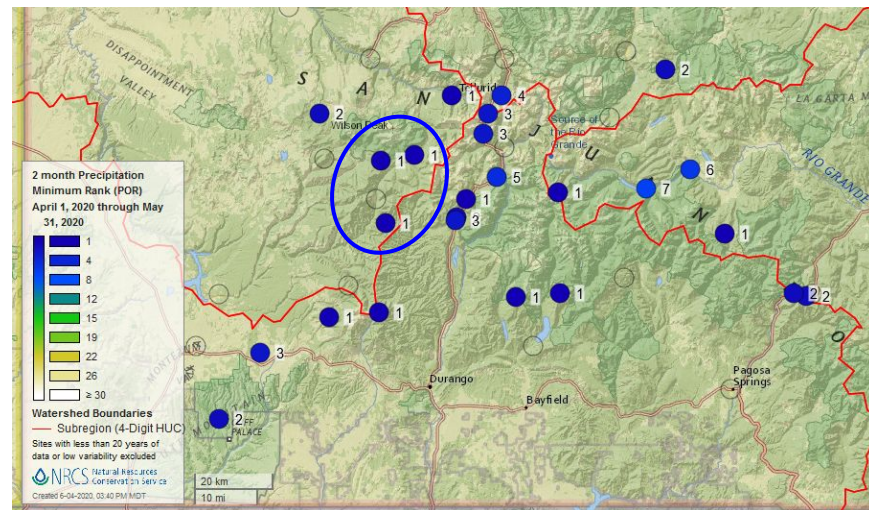 DISAPPOINTMENT
VALLEY
S
A
N
J
U
A
N
1
4
3
3
2
Wilson Peak
2
Source of
the Rio
Grande
LA GARITA M
RIO GRANDE
1
1
1
5
1
3
1
7
6
1
1
1
1
1
2
2
3
2
O
Durango
Bayfield
Pagosa
Springs
PALACE
2 month Precipitation
Minimum Rank (POR)
April 1, 2020 through May
31, 2020
1
4
8
12
15
19
22
26
≥ 30
Watershed Boundaries
Subregion (4-Digit HUC)
Sites with less than 20 years of
data or low variability excluded
NRCS Natural Resources
Conservation Service
Created 6-04-2020, 03:40 PM MDT
20 km
10 mi